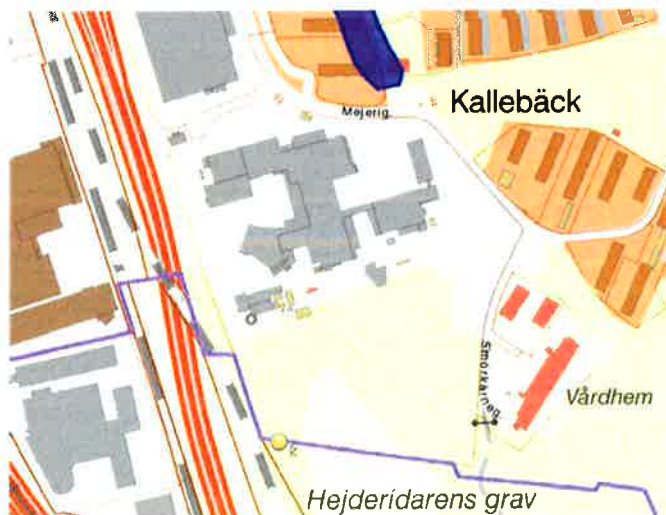 Mejerig.
Kallebäck
Smörkärneg.
Vårdhem
Hejderidarens grav